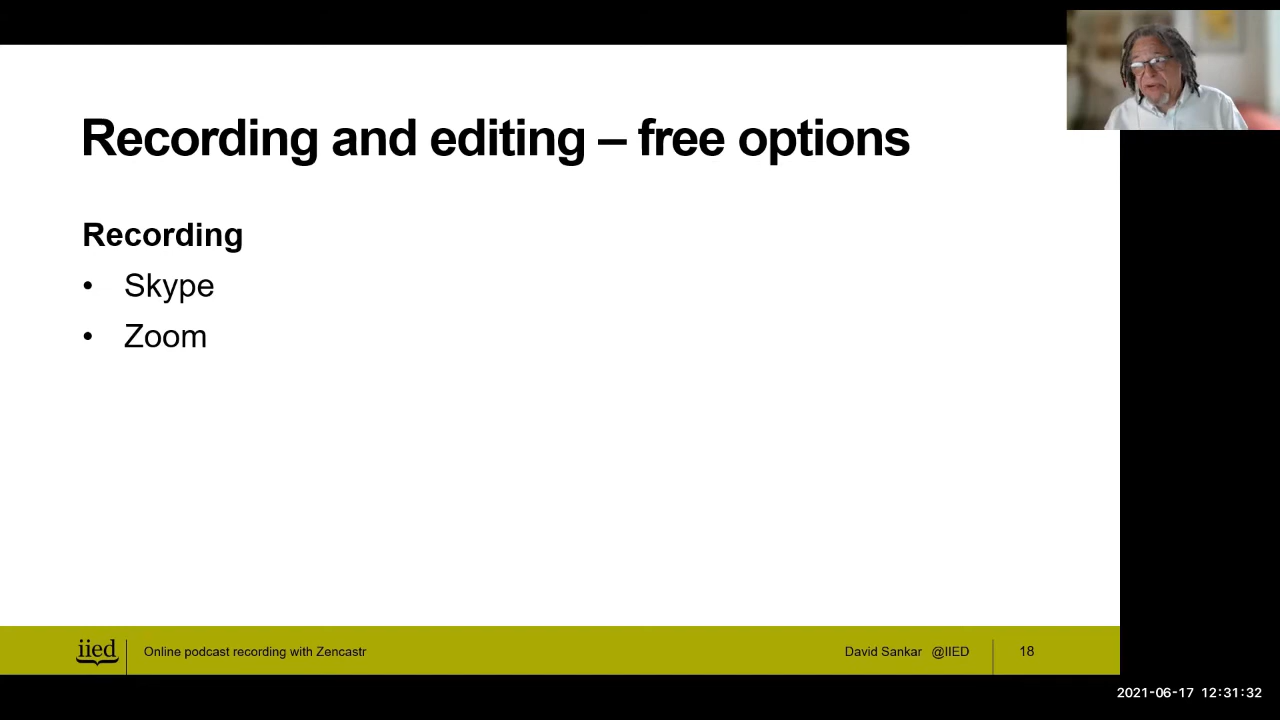 Recording and editing – free options
Recording
• Skype
• Zoom
iied
Online podcast recording with Zencastr
David Sankar @IIED
18
2021-06-17 12:31:32